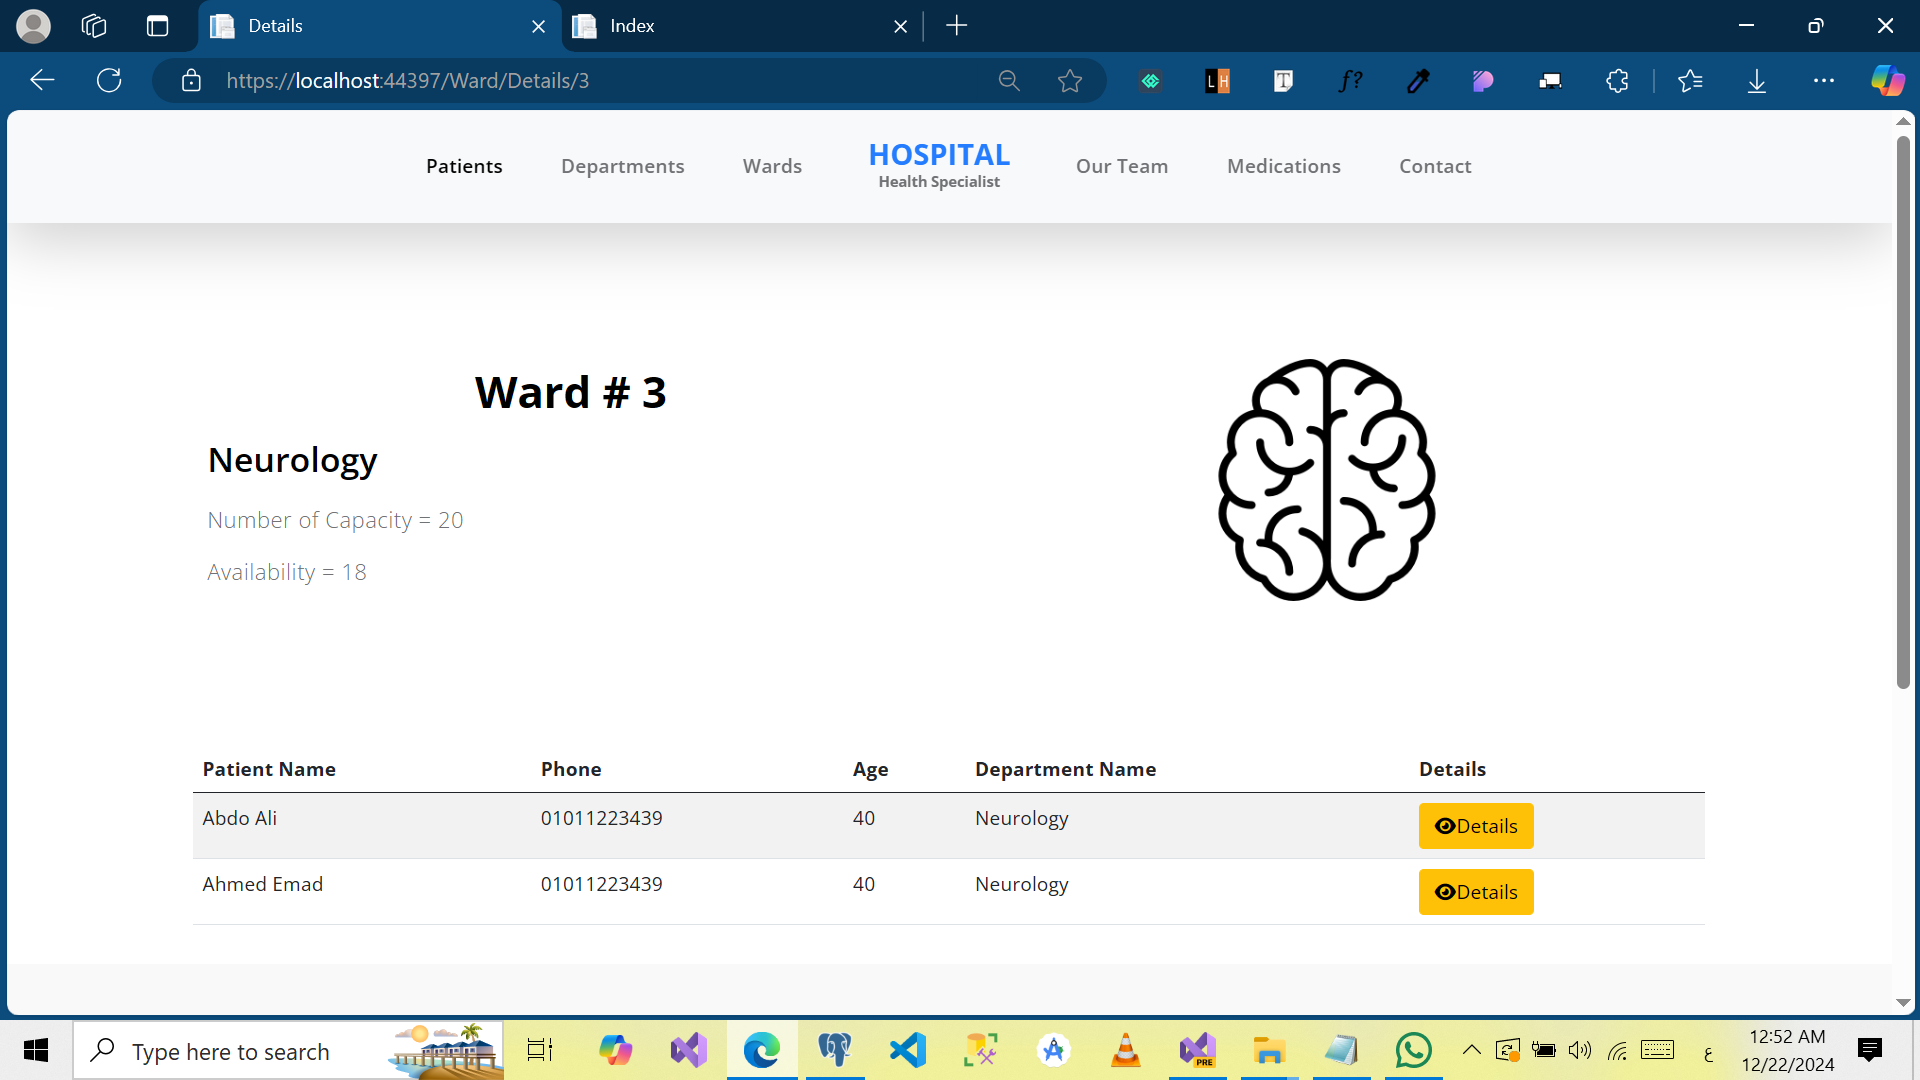 Details
Index
https://localhost:44397/Ward/Details/3
LH
T
f?
Patients
Departments
Wards
HOSPITAL
Health Specialist
Our Team
Medications
Contact
Ward # 3
Neurology
Number of Capacity = 20
Availability = 18
Patient Name Phone Age Department Name Details
Abdo Ali 01011223439 40 Neurology Details
Ahmed Emad 01011223439 40 Neurology Details
Type here to search
PRE
ع
12:52 AM
12/22/2024